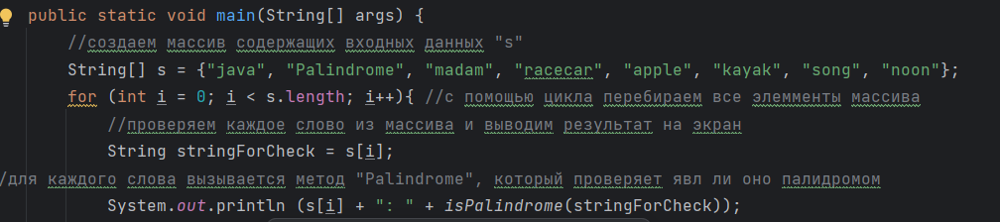 public static void main(String[] args) {
//создаем массив содержащих входных данных "s"
String[] s = {"java", "Palindrome", "madam", "racecar", "apple", "kayak", "song", "noon"};
for (int i = 0; i < s.length; i++){ //с помощью цикла перебираем все элемменты массива
//проверяем каждое слово из массива и выводим результат на экран
String stringForCheck = s[i];
/для каждого слова вызывается метод "Palindrome", который проверяет явл ли оно палидромом
System.out.println (s[i] + ": " + isPalindrome(stringForCheck));